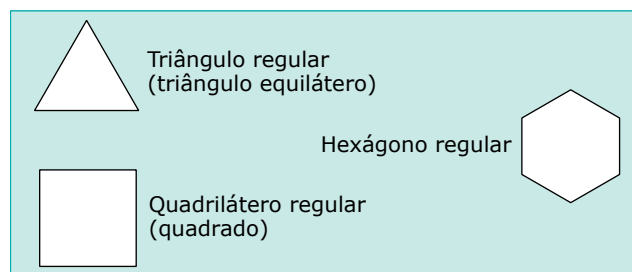 Triângulo regular
(triângulo equilátero)
Hexágono regular
Quadrilátero regular
(quadrado)